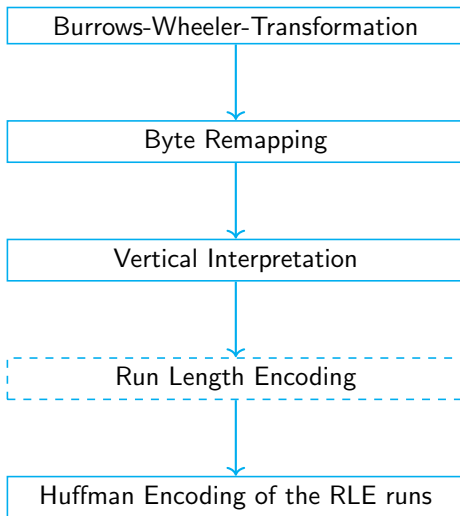 Burrows-Wheeler-Transformation
Byte Remapping
Vertical Interpretation
Run Length Encoding
Huffman Encoding of the RLE runs